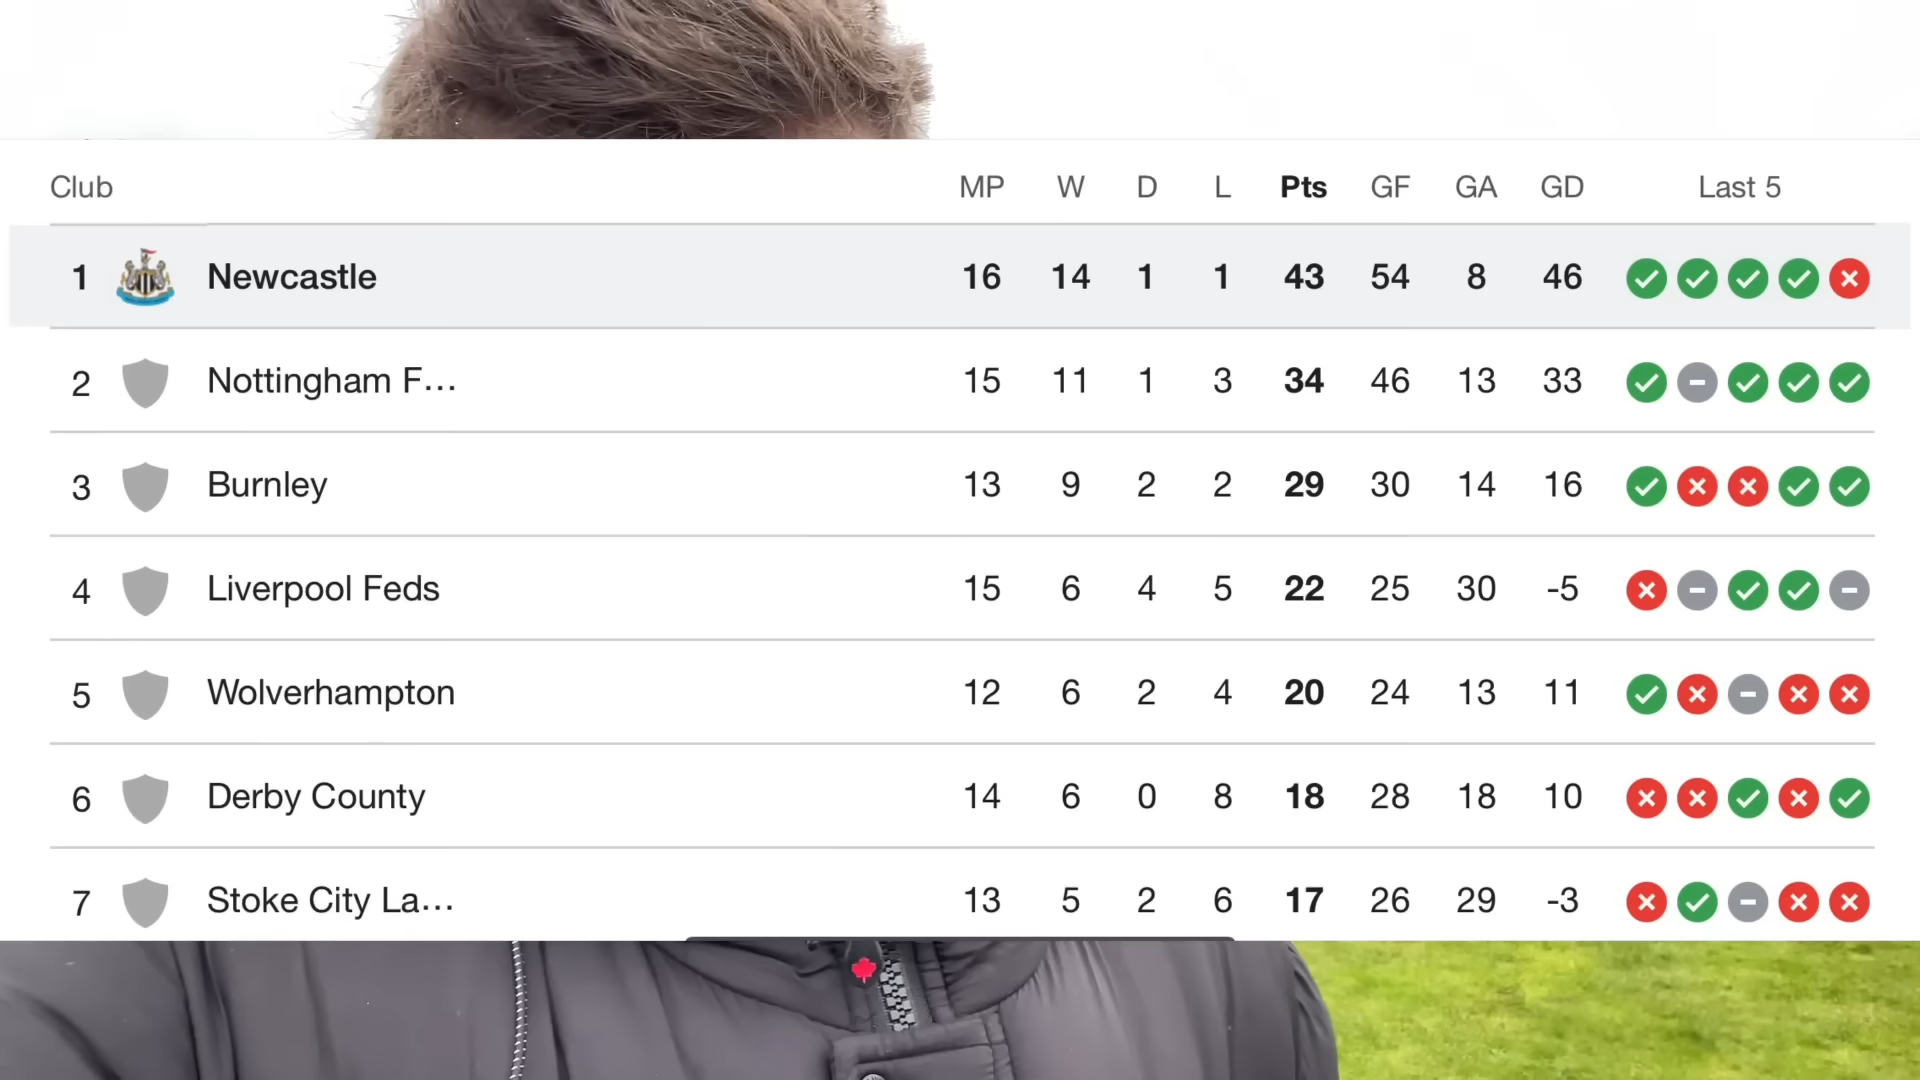 Club MP W D L Pts GF GA GD Last 5
1 Newcastle 16 14 1 1 43 54 8 46
2 Nottingham F... 15 11 1 3 34 46 13 33
3 Burnley 13 9 2 2 29 30 14 16
4 Liverpool Feds 15 6 4 5 22 25 30 -5
5 Wolverhampton 12 6 2 4 20 24 13 11
6 Derby County 14 6 0 8 18 28 18 10
7 Stoke City La... 13 5 2 6 17 26 29 -3